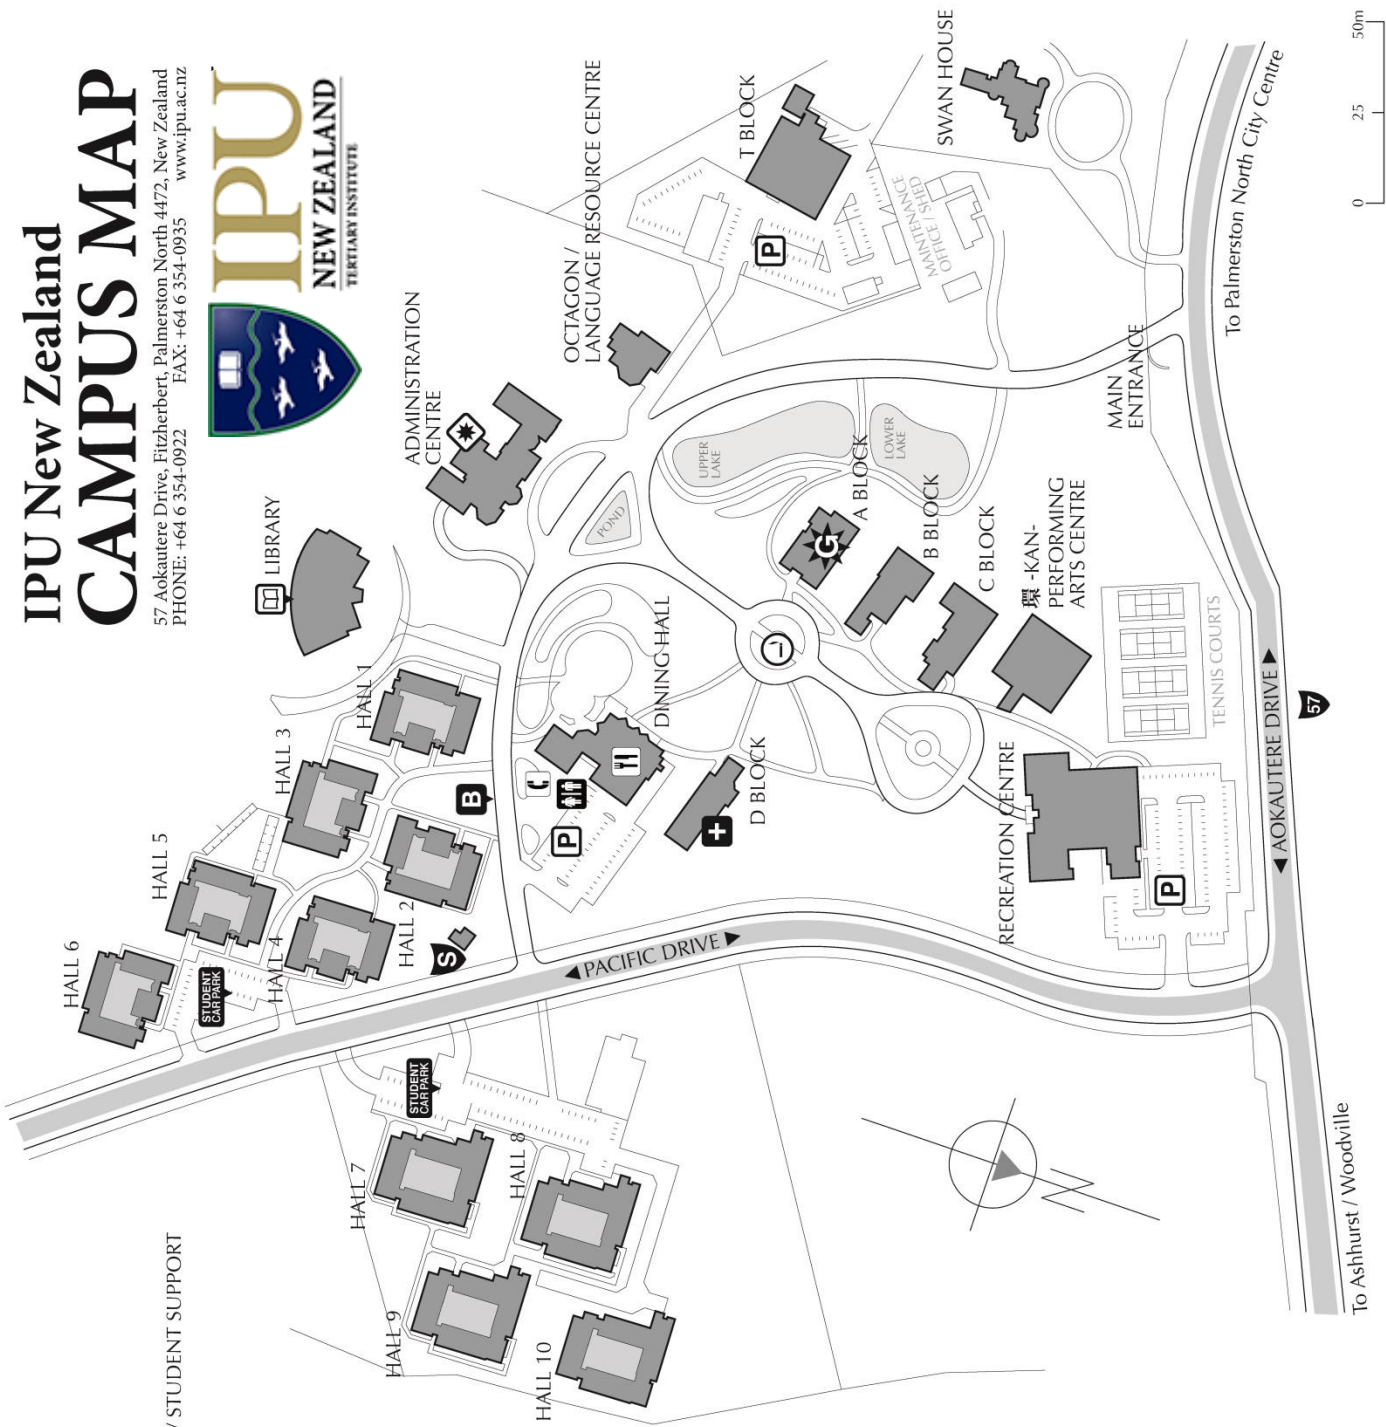 IPU New Zealand
CAMPUS MAP
57 Aokautere Drive, Fitzherbert, Palmerston North 4472, New Zealand
PHONE: +64 6 354-0922 FAX: +64 6 354-0935 www.ipu.ac.nz
IPU
NEW ZEALAND
TERTIARY INSTITUTE
/ STUDENT SUPPORT
HALL 6
HALL 5
HALL 3
HALL 1
LIBRARY
ADMINISTRATION
CENTRE
OCTAGON /
LANGUAGE RESOURCE CENTRE
T BLOCK
SWAN HOUSE
STUDENT
CAR PARK
HALL 4
HALL 2
S
B
POND
UPPER
LAKE
LOWER
LAKE
P
MAINTENANCE
OFFICE / SHED
C
P
DINING HALL
D BLOCK
i
G
A BLOCK
B BLOCK
C BLOCK
環 -KAN-
PERFORMING
ARTS CENTRE
MAIN
ENTRANCE
TENNIS COURTS
RECREATION CENTRE
P
PACIFIC DRIVE
STUDENT
CAR PARK
HALL 7
HALL 8
HALL 9
HALL 10
AOKAUTERE DRIVE
57
To Palmerston North City Centre
To Ashhurst / Woodville
0 25 50m